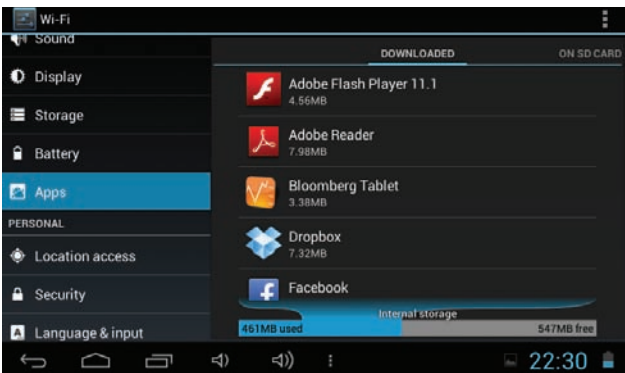 Wi-Fi
Sound
Display
Storage
Battery
Apps
PERSONAL
Location access
Security
A Language & input
DOWNLOADED
ON SD CARD
Adobe Flash Player 11.1
4.56MB
Adobe Reader
7.98MB
Bloomberg Tablet
3.38MB
Dropbox
7.32MB
Facebook
Internal storage
461MB used
547MB free
22:30